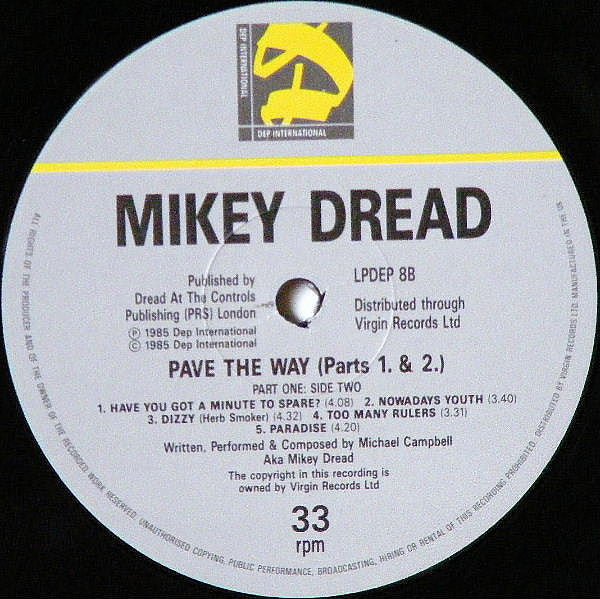 DEP INTERNATIONAL
DEP INTERNATIONAL
MIKEY DREAD
Published by
Dread At The Controls
Publishing (PRS) London
Ⓟ 1985 Dep International
© 1985 Dep International
LPDEP 8B
Distributed through
Virgin Records Ltd
PAVE THE WAY (Parts 1. & 2.)
PART ONE: SIDE TWO
1. HAVE YOU GOT A MINUTE TO SPARE? (4.08) 2. NOWADAYS YOUTH (3.40)
3. DIZZY (Herb Smoker) (4.32) 4. TOO MANY RULERS (3.31)
5. PARADISE (4.20)
Written, Performed & Composed by Michael Campbell
Aka Mikey Dread
The copyright in this recording is
owned by Virgin Records Ltd
33
rpm
ALL RIGHTS OF THE PRODUCER AND OF THE OWNER OF THE RECORDED WORK RESERVED. UNAUTHORISED COPYING, PUBLIC PERFORMANCE, BROADCASTING, HIRING OR RENTAL OF THIS RECORDING PROHIBITED. DISTRIBUTED BY VIRGIN RECORDS LTD. MANUFACTURED IN THE UK